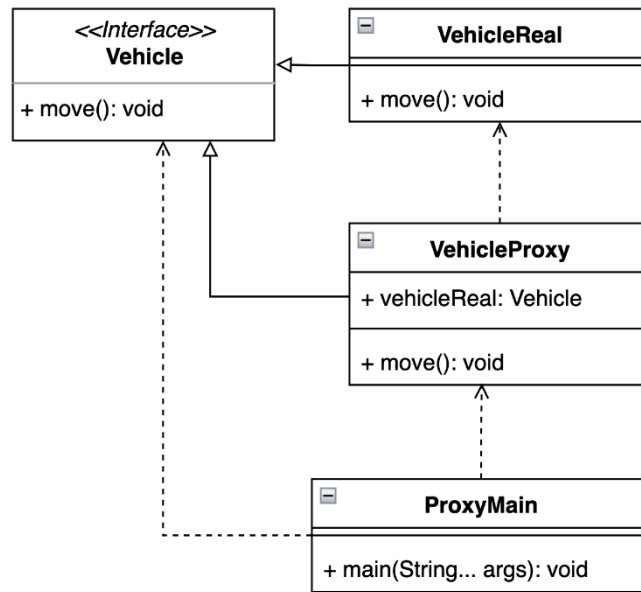 <<Interface>>
Vehicle
+ move(): void
VehicleReal
+ move(): void
VehicleProxy
+ vehicleReal: Vehicle
+ move(): void
ProxyMain
+ main(String... args): void